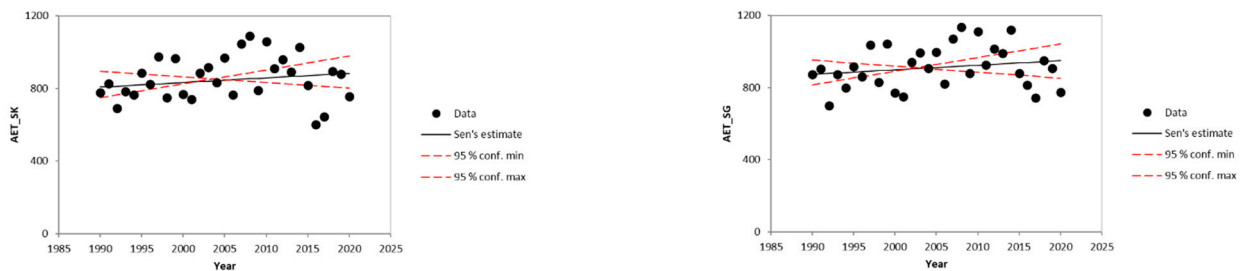 1200
800
400
0
AET_SK
1985 1990 1995 2000 2005 2010 2015 2020 2025
Year
Data
Sen's estimate
95 % conf. min
95 % conf. max
1200
800
400
0
AET_SG
1985 1990 1995 2000 2005 2010 2015 2020 2025
Year
Data
Sen's estimate
95 % conf. min
95 % conf. max